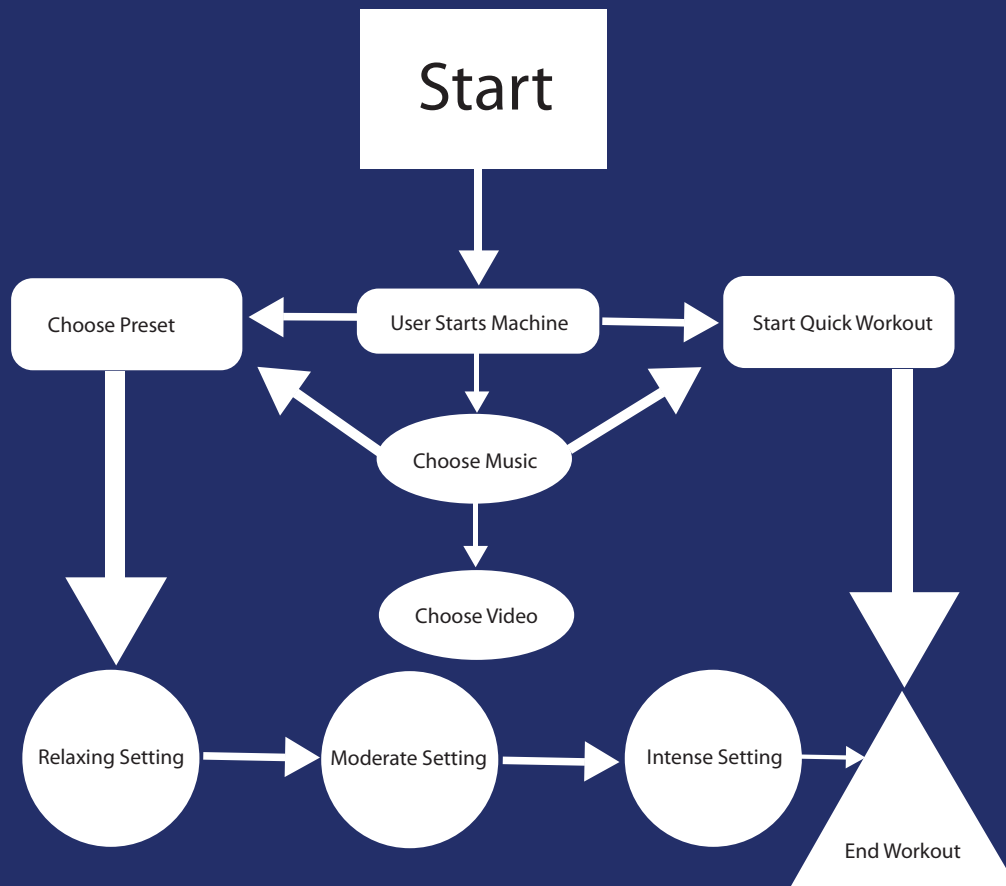 Start
Choose Preset
User Starts Machine
Start Quick Workout
Choose Music
Choose Video
Relaxing Setting
Moderate Setting
Intense Setting
End Workout